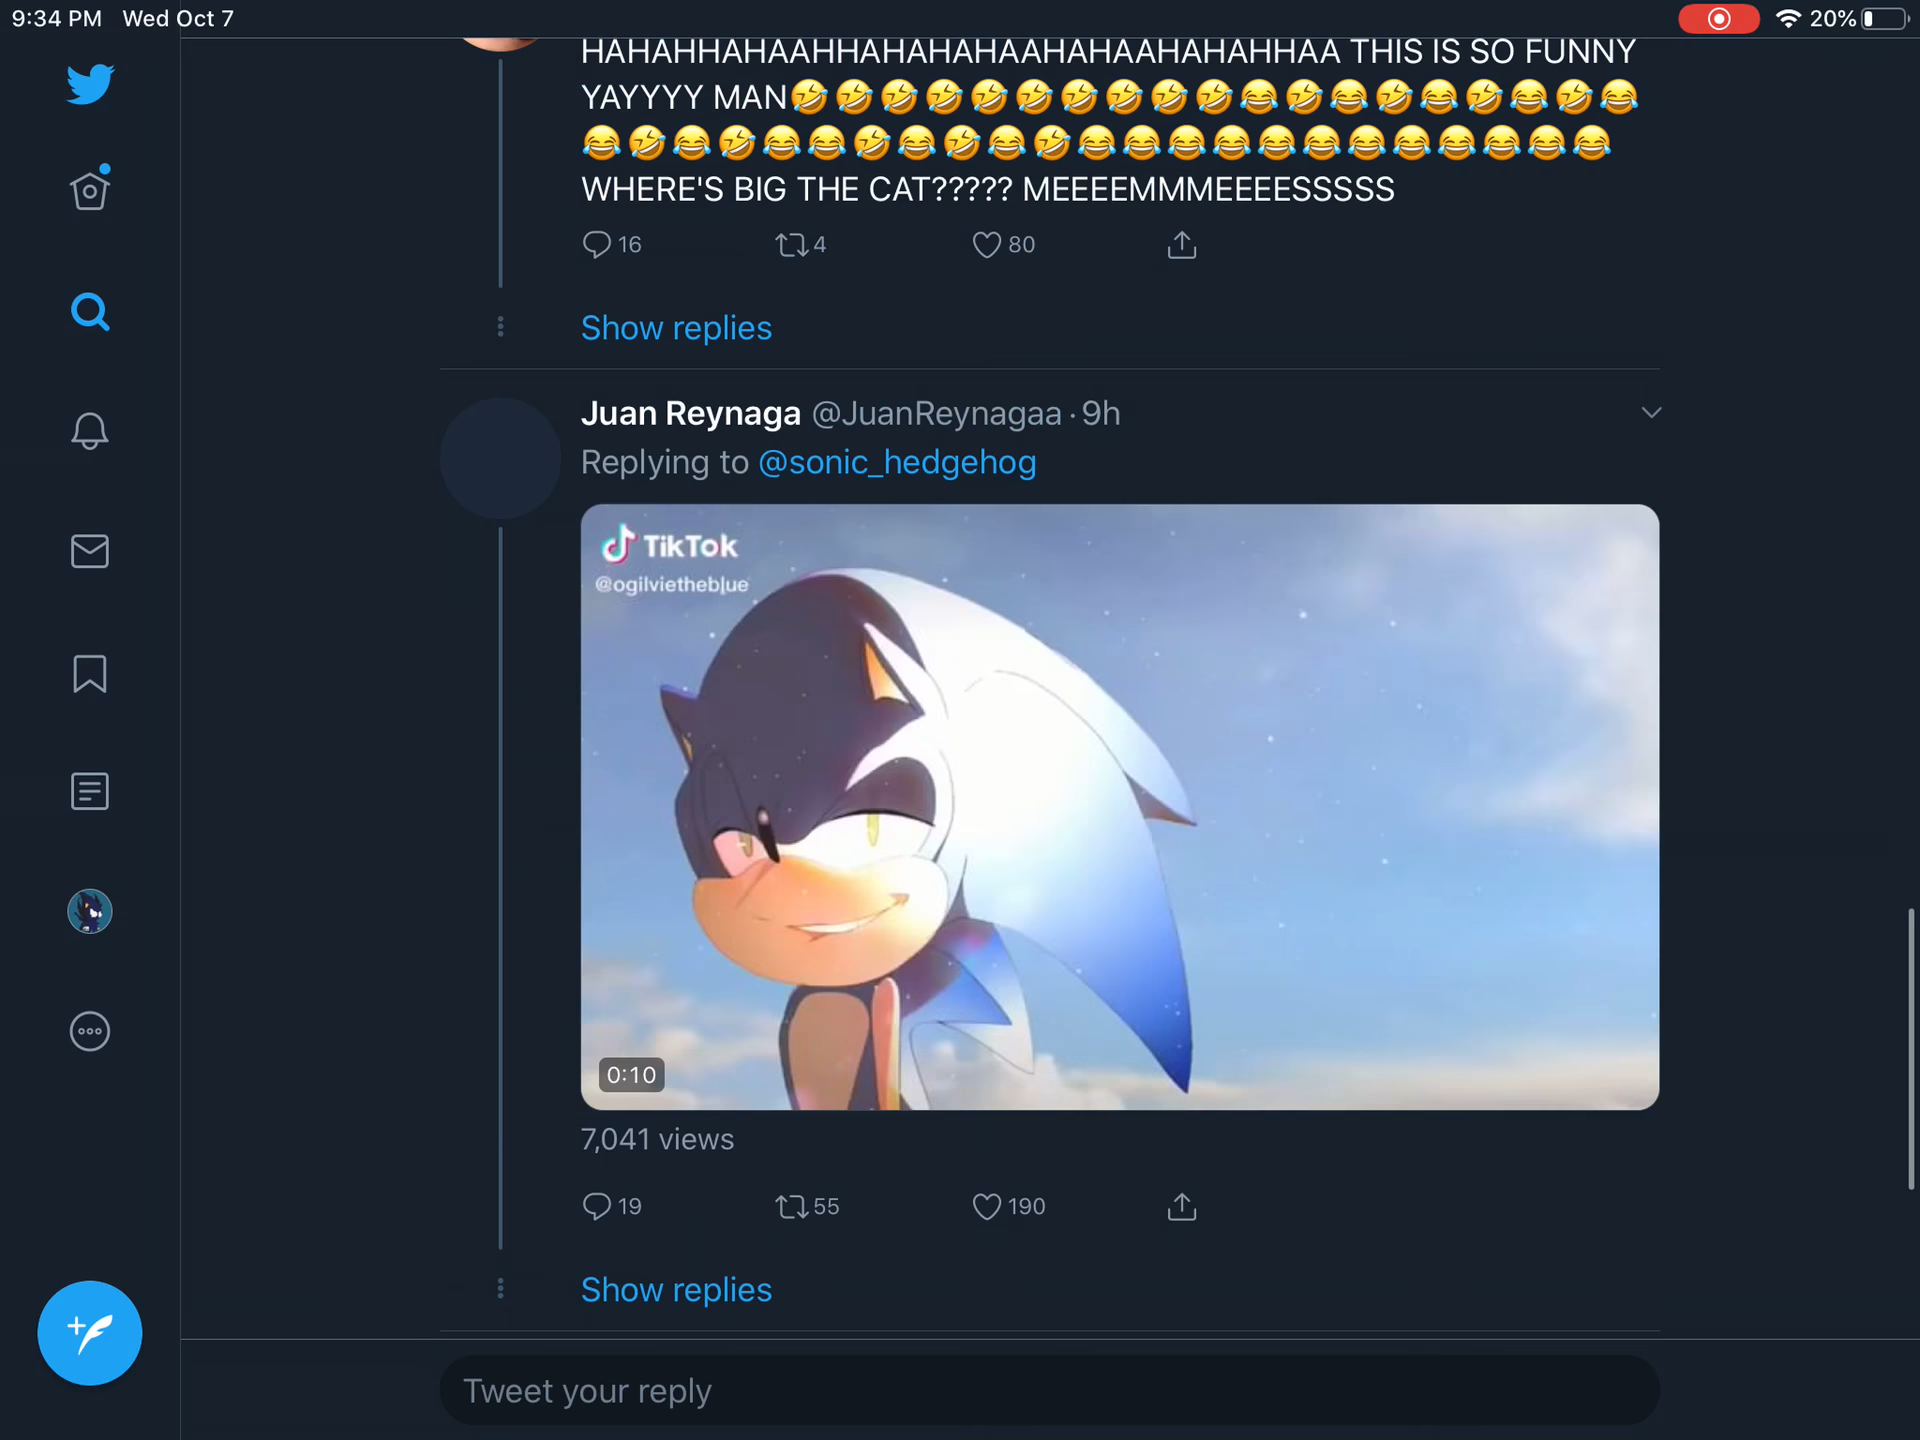 9:34 PM Wed Oct 7
20%
HAHAHHAHAAHHAHAHAHAAHAHAAHAHAHHAA THIS IS SO FUNNY
YAYYYY MAN🤣🤣🤣🤣🤣🤣🤣🤣🤣🤣😂🤣😂🤣😂🤣😂🤣😂
😂🤣😂🤣😂😂🤣😂🤣😂🤣😂😂😂😂😂😂😂😂😂😂😂😂
WHERE'S BIG THE CAT????? MEEEEMMMEEEESSSSS
16 4 80
Show replies
Juan Reynaga @JuanReynagaa · 9h
Replying to @sonic_hedgehog
TikTok
@ogilvietheblue
0:10
7,041 views
19 55 190
Show replies
Tweet your reply